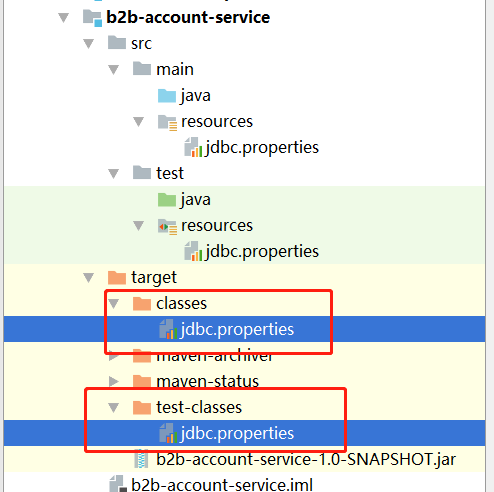 b2b-account-service
src
main
java
resources
jdbc.properties
test
java
resources
jdbc.properties
target
classes
jdbc.properties
maven-archiver
maven-status
test-classes
jdbc.properties
b2b-account-service-1.0-SNAPSHOT.jar
b2b-account-service.iml